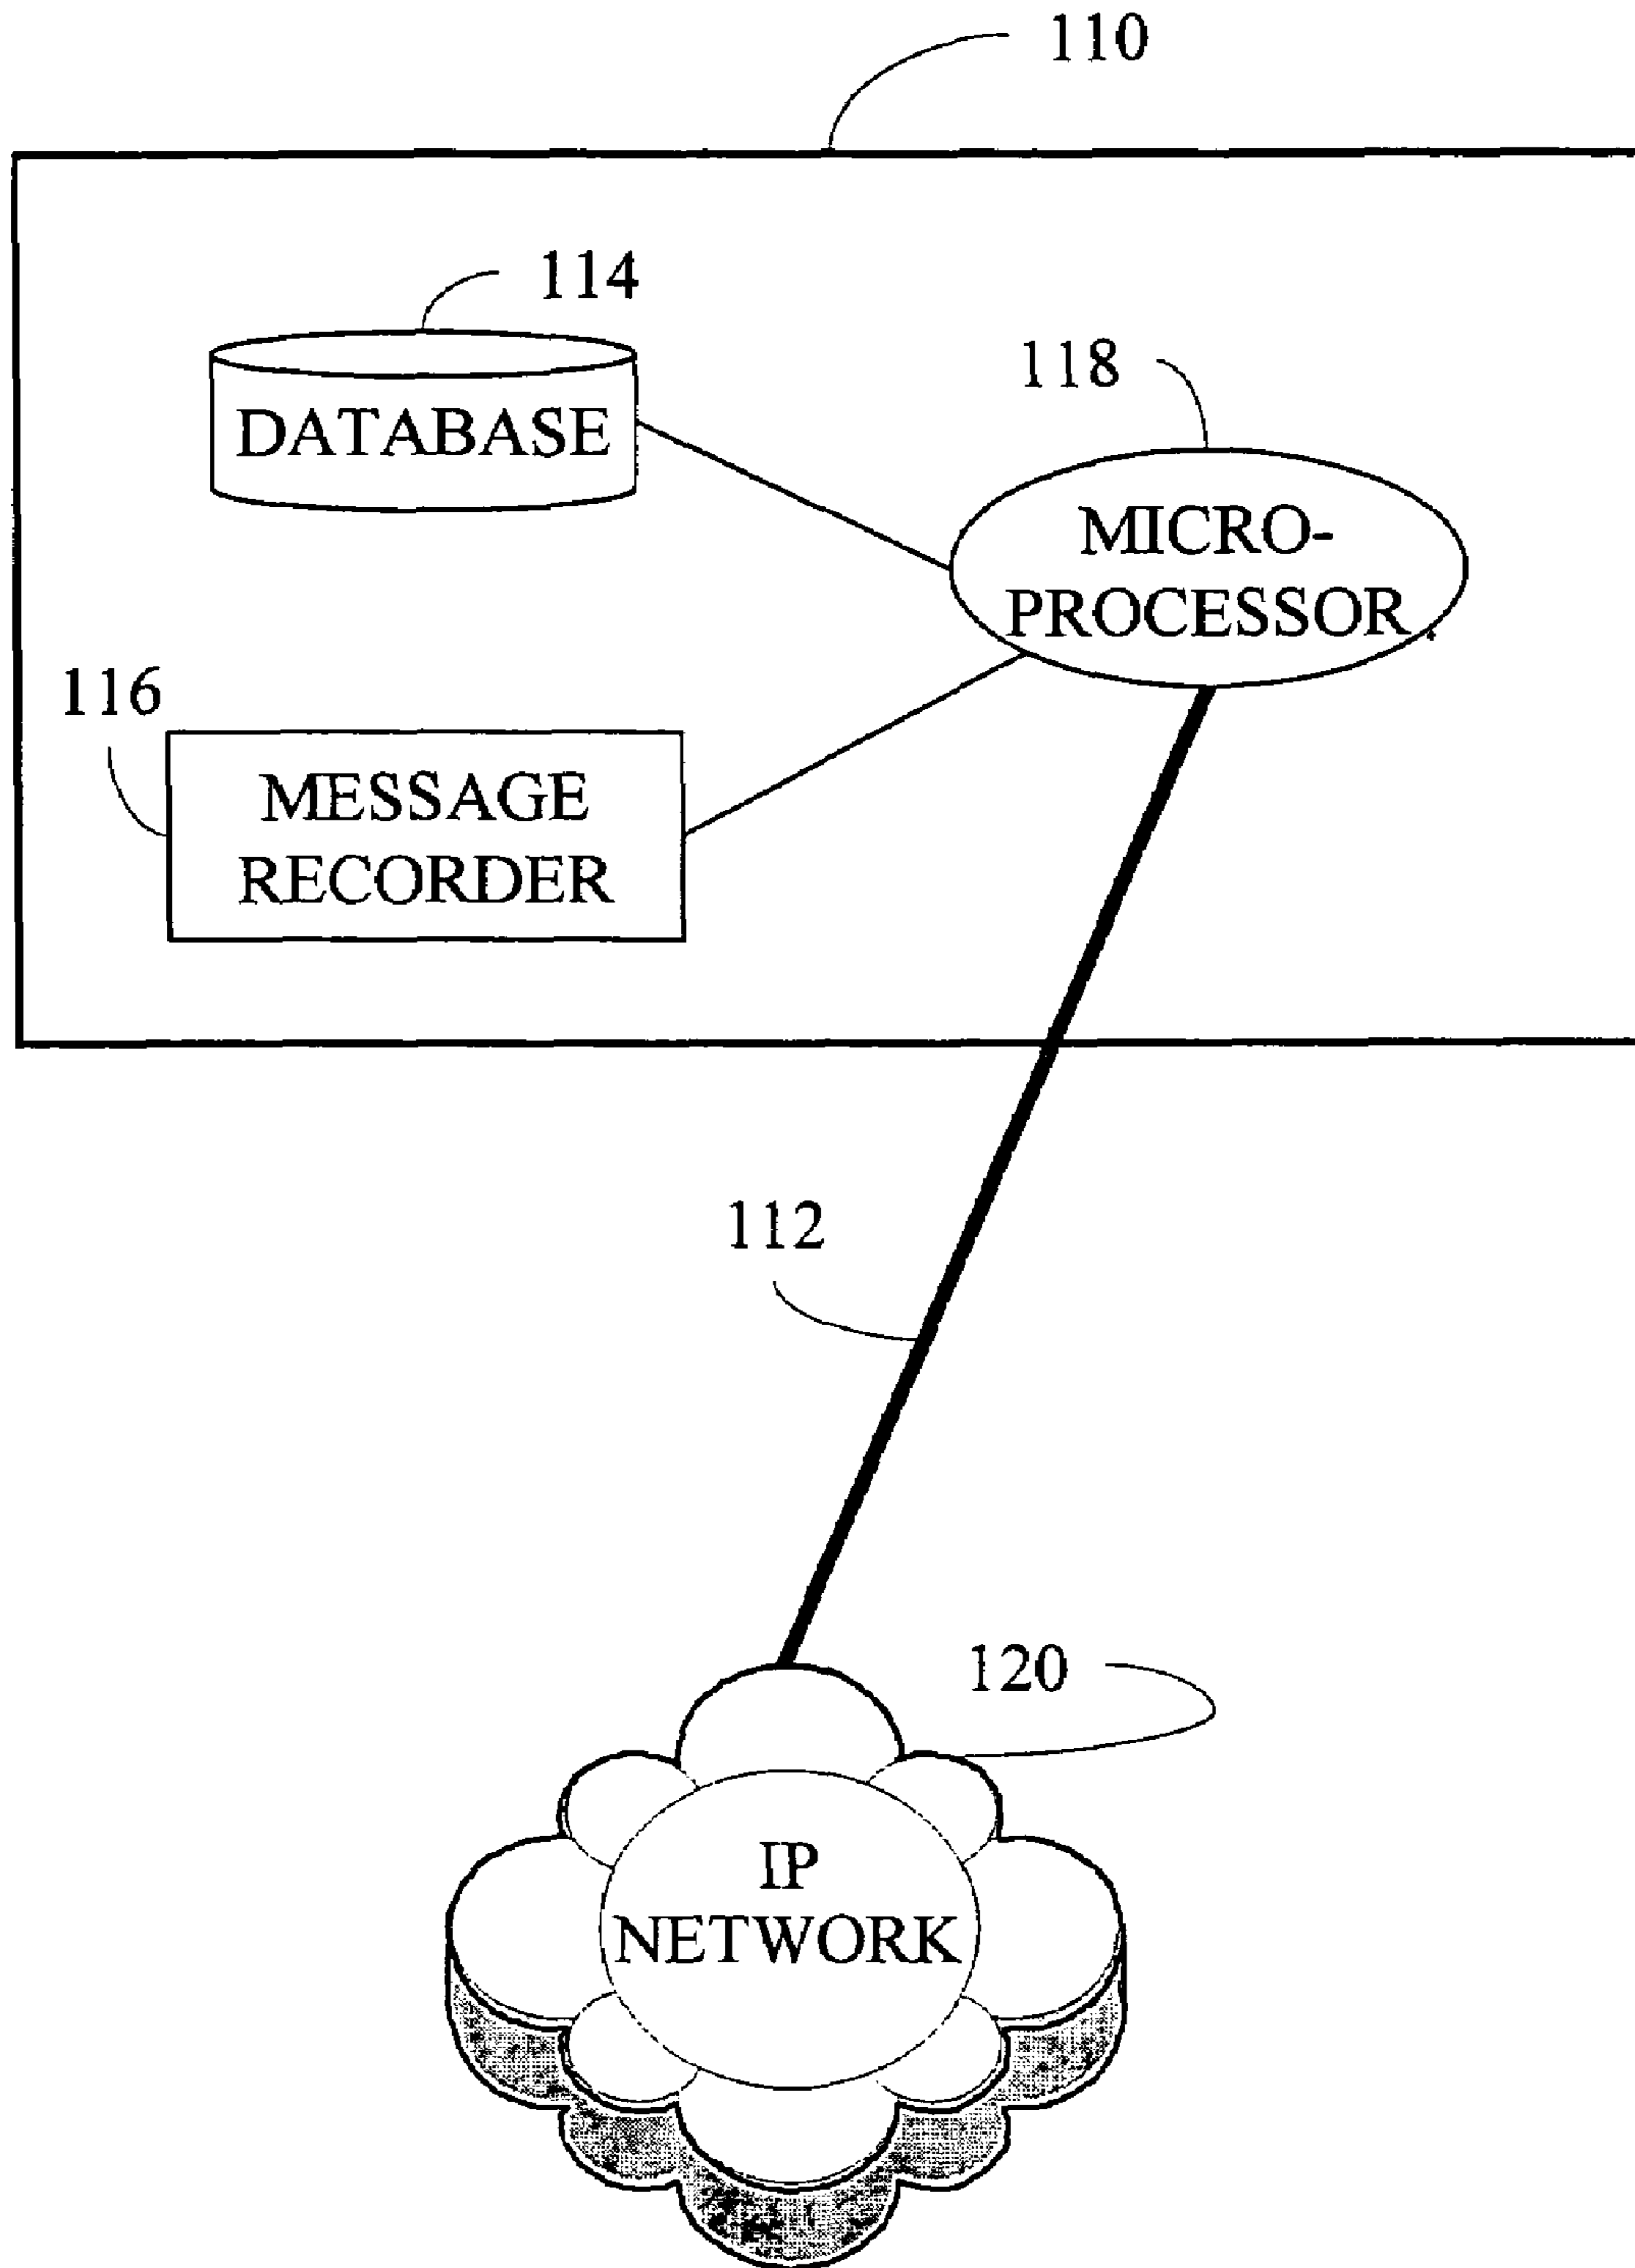 110
114
DATABASE
118
MICRO-
PROCESSOR
116
MESSAGE
RECORDER
112
120
IP
NETWORK